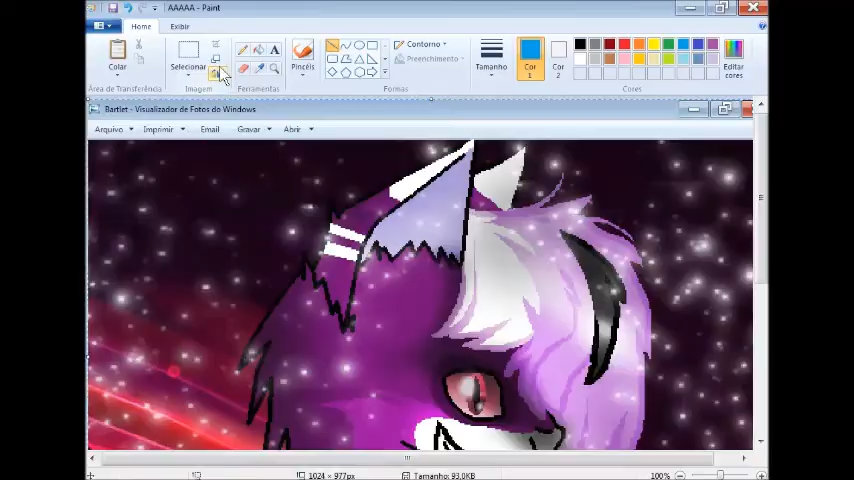 AAAAA - Paint
Home Exibir
Colar
Selecionar
Pincéis
Contorno
Preenchimento
Tamanho
Cor 1
Cor 2
Editar cores
Área de Transferência Imagem Ferramentas Formas Cores
Bartlet - Visualizador de Fotos do Windows
Arquivo Imprimir Email Gravar Abrir
1024 × 977px Tamanho: 93,0KB 100%